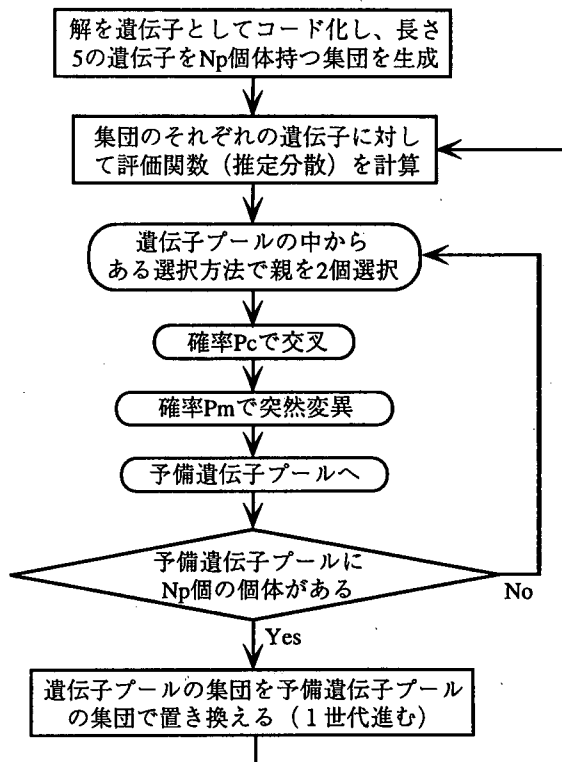 解を遺伝子としてコード化し、長さ
5の遺伝子をNp個体持つ集団を生成
集団のそれぞれの遺伝子に対し
て評価関数（推定分散）を計算
遺伝子プールの中から
ある選択方法で親を2個選択
確率Pcで交叉
確率Pmで突然変異
予備遺伝子プールへ
予備遺伝子プールに
Np個の個体がある
No
Yes
遺伝子プールの集団を予備遺伝子プール
の集団で置き換える（１世代進む）